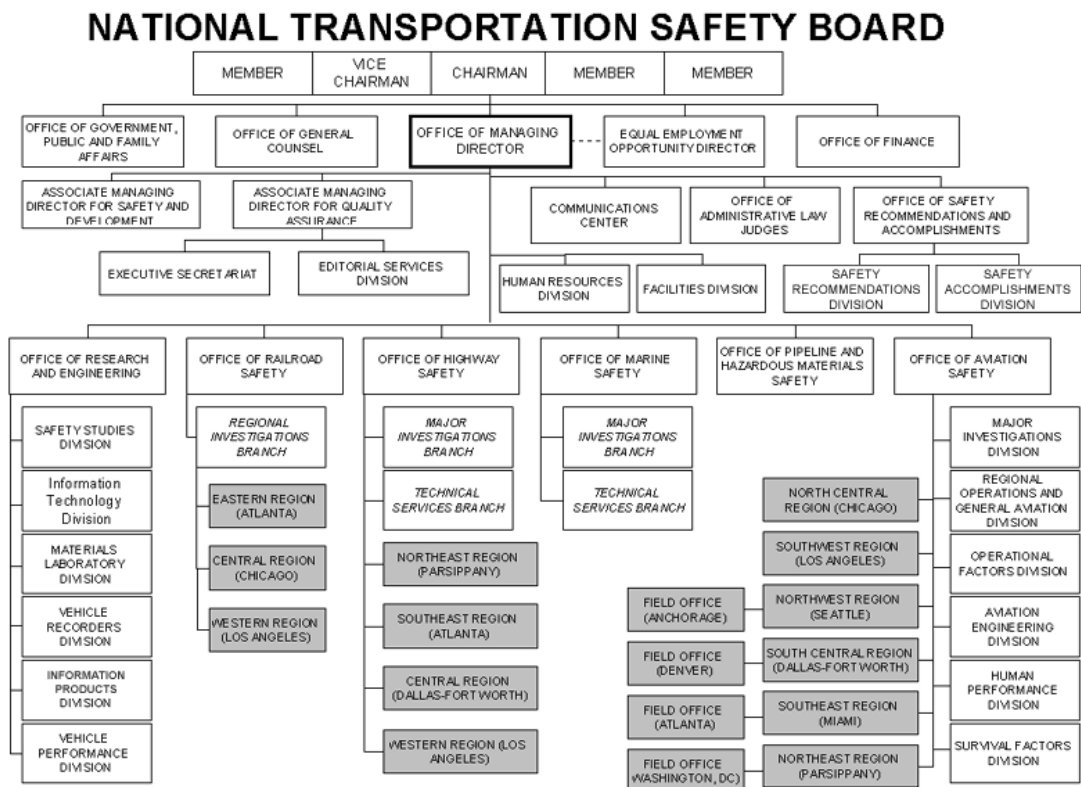 NATIONAL TRANSPORTATION SAFETY BOARD
MEMBER
VICE
CHAIRMAN
CHAIRMAN
MEMBER
MEMBER
OFFICE OF GOVERNMENT,
PUBLIC AND FAMILY
AFFAIRS
OFFICE OF GENERAL
COUNSEL
OFFICE OF MANAGING
DIRECTOR
EQUAL EMPLOYMENT
OPPORTUNITY DIRECTOR
OFFICE OF FINANCE
ASSOCIATE MANAGING
DIRECTOR FOR SAFETY AND
DEVELOPMENT
ASSOCIATE MANAGING
DIRECTOR FOR QUALITY
ASSURANCE
COMMUNICATIONS
CENTER
OFFICE OF
ADMINISTRATIVE LAW
JUDGES
OFFICE OF SAFETY
RECOMMENDATIONS AND
ACCOMPLISHMENTS
EXECUTIVE SECRETARIAT
EDITORIAL SERVICES
DIVISION
HUMAN RESOURCES
DIVISION
FACILITIES DIVISION
SAFETY
RECOMMENDATIONS
DIVISION
SAFETY
ACCOMPLISHMENTS
DIVISION
OFFICE OF RESEARCH
AND ENGINEERING
OFFICE OF RAILROAD
SAFETY
OFFICE OF HIGHWAY
SAFETY
OFFICE OF MARINE
SAFETY
OFFICE OF PIPELINE AND
HAZARDOUS MATERIALS
SAFETY
OFFICE OF AVIATION
SAFETY
SAFETY STUDIES
DIVISION
Information
Technology
Division
MATERIALS
LABORATORY
DIVISION
VEHICLE
RECORDERS
DIVISION
INFORMATION
PRODUCTS
DIVISION
VEHICLE
PERFORMANCE
DIVISION
REGIONAL
INVESTIGATIONS
BRANCH
EASTERN REGION
(ATLANTA)
CENTRAL REGION
(CHICAGO)
WESTERN REGION
(LOS ANGELES)
MAJOR
INVESTIGATIONS
BRANCH
TECHNICAL
SERVICES BRANCH
NORTHEAST REGION
(PARSIPPANY)
SOUTHEAST REGION
(ATLANTA)
CENTRAL REGION
(DALLAS-FORT WORTH)
WESTERN REGION (LOS
ANGELES)
MAJOR
INVESTIGATIONS
BRANCH
TECHNICAL
SERVICES BRANCH
FIELD OFFICE
(ANCHORAGE)
FIELD OFFICE
(DENVER)
FIELD OFFICE
(ATLANTA)
FIELD OFFICE
WASHINGTON, DC)
NORTH CENTRAL
REGION (CHICAGO)
SOUTHWEST REGION
(LOS ANGELES)
NORTHWEST REGION
(SEATTLE)
SOUTH CENTRAL REGION
(DALLAS-FORT WORTH)
SOUTHEAST REGION
(MIAMI)
NORTHEAST REGION
(PARSIPPANY)
MAJOR
INVESTIGATIONS
DIVISION
REGIONAL
OPERATIONS AND
GENERAL AVIATION
DIVISION
OPERATIONAL
FACTORS DIVISION
AVIATION
ENGINEERING
DIVISION
HUMAN
PERFORMANCE
DIVISION
SURVIVAL FACTORS
DIVISION